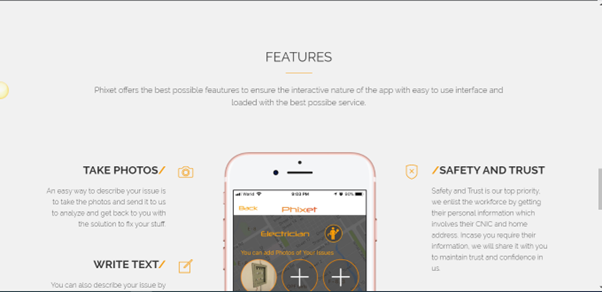 FEATURES
Phixet offers the best possible feautures to ensure the interactive nature of the app with easy to use interface and
loaded with the best possibe service.
TAKE PHOTOS/
An easy way to describe your issue is
to take the photos and send it to us
to analyze and get back to you with
the solution to fix your stuff.
WRITE TEXT/
You can also describe your issue by
Wend
9:03 PM
82%
Back
Phixet
Electrician
You can add Photos of Your Issues
/SAFETY AND TRUST
Safety and Trust is our top priority,
we enlist the workforce by getting
their personal information which
involves their CNIC and home
address. Incase you require their
information, we will share it with you
to maintain trust and confidence in
us.